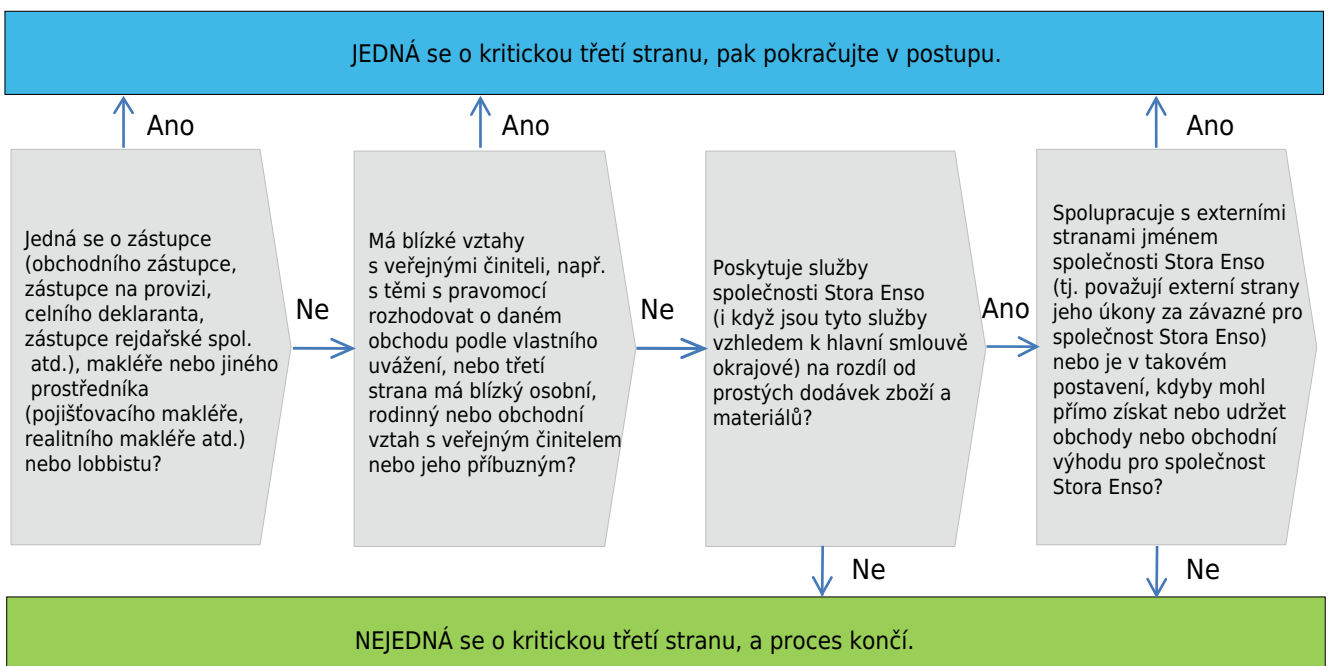 JEDNÁ se o kritickou třetí stranu, pak pokračujte v postupu.
Ano
Ano
Ano
Jedná se o zástupce
(obchodního zástupce,
zástupce na provizi,
celního deklaranta,
zástupce rejdařské spol.
atd.), makléře nebo jiného
prostředníka
(pojišťovacího makléře,
realitního makléře atd.)
nebo lobbistu?
Ne
Má blízké vztahy
s veřejnými činiteli, např.
s těmi s pravomocí
rozhodovat o daném
obchodu podle vlastního
uvážení, nebo třetí
strana má blízký osobní,
rodinný nebo obchodní
vztah s veřejným činitelem
nebo jeho příbuzným?
Ne
Poskytuje služby
společnosti Stora Enso
(i když jsou tyto služby
vzhledem k hlavní smlouvě
okrajové) na rozdíl od
prostých dodávek zboží a
materiálů?
Ano
Spolupracuje s externími
stranami jménem
společnosti Stora Enso
(tj. považují externí strany
jeho úkony za závazné pro
společnost Stora Enso)
nebo je v takovém
postavení, kdyby mohl
přímo získat nebo udržet
obchody nebo obchodní
výhodu pro společnost
Stora Enso?
Ne
Ne
NEJEDNÁ se o kritickou třetí stranu, a proces končí.